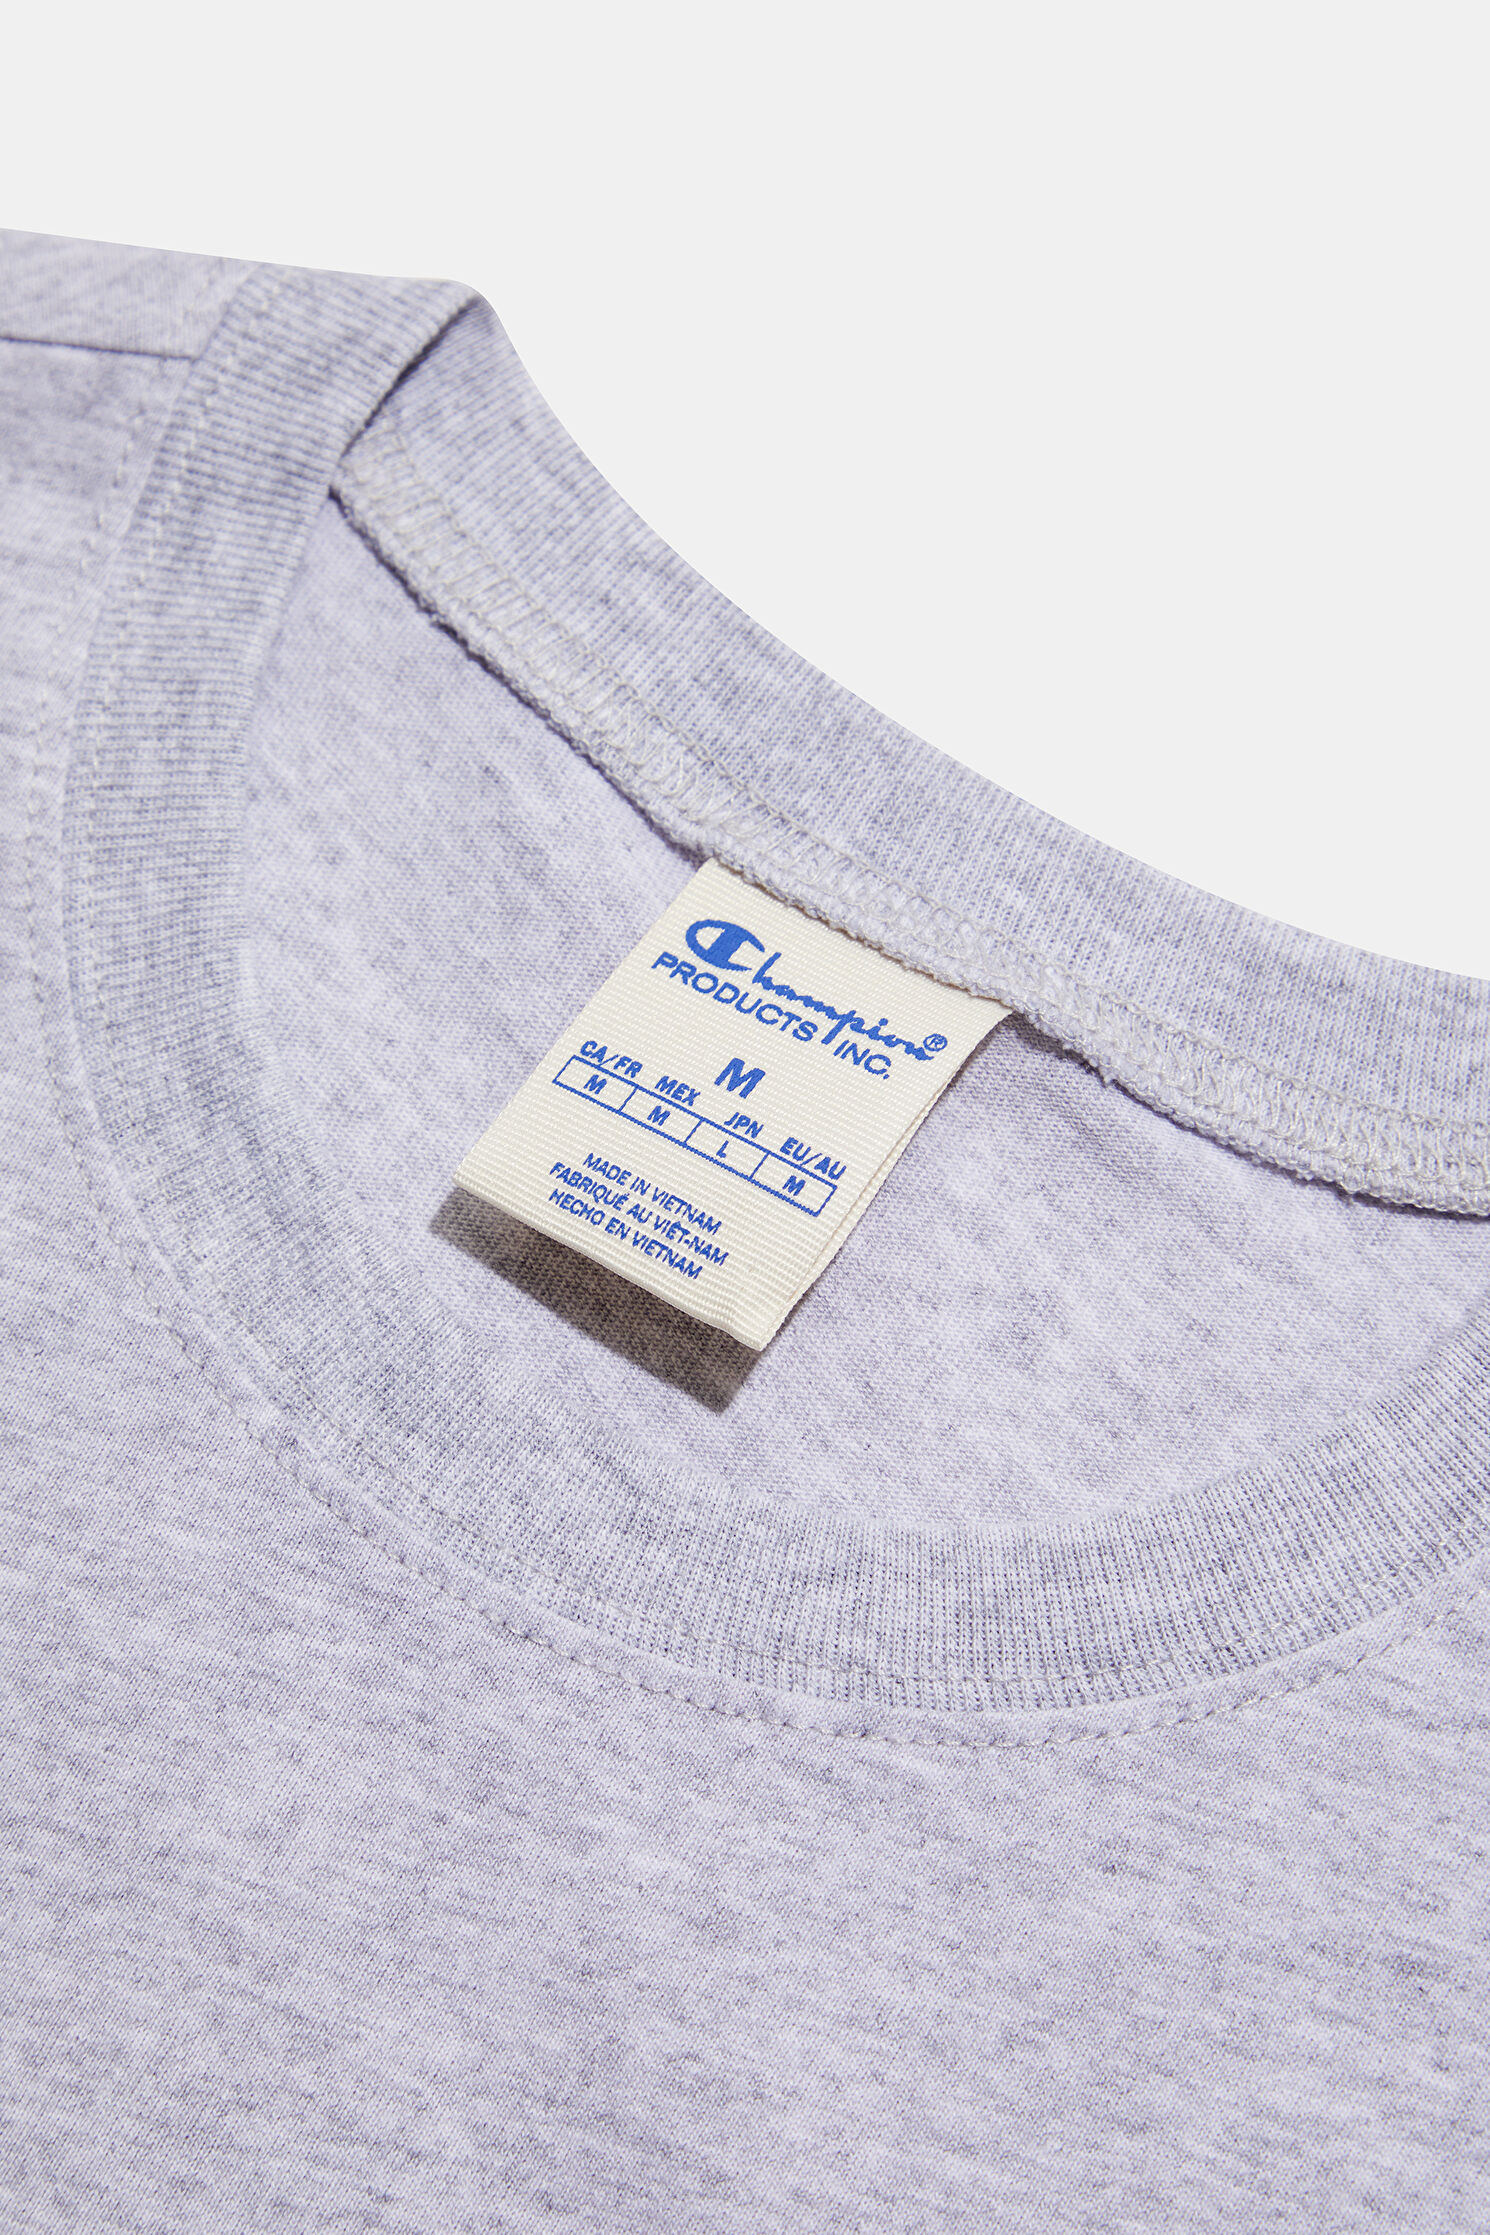 Champion®
PRODUCTS INC.
M
CA/FR MEX JPN EU/AU
M M L M
MADE IN VIETNAM
FABRIQUÉ AU VIÊT-NAM
HECHO EN VIETNAM